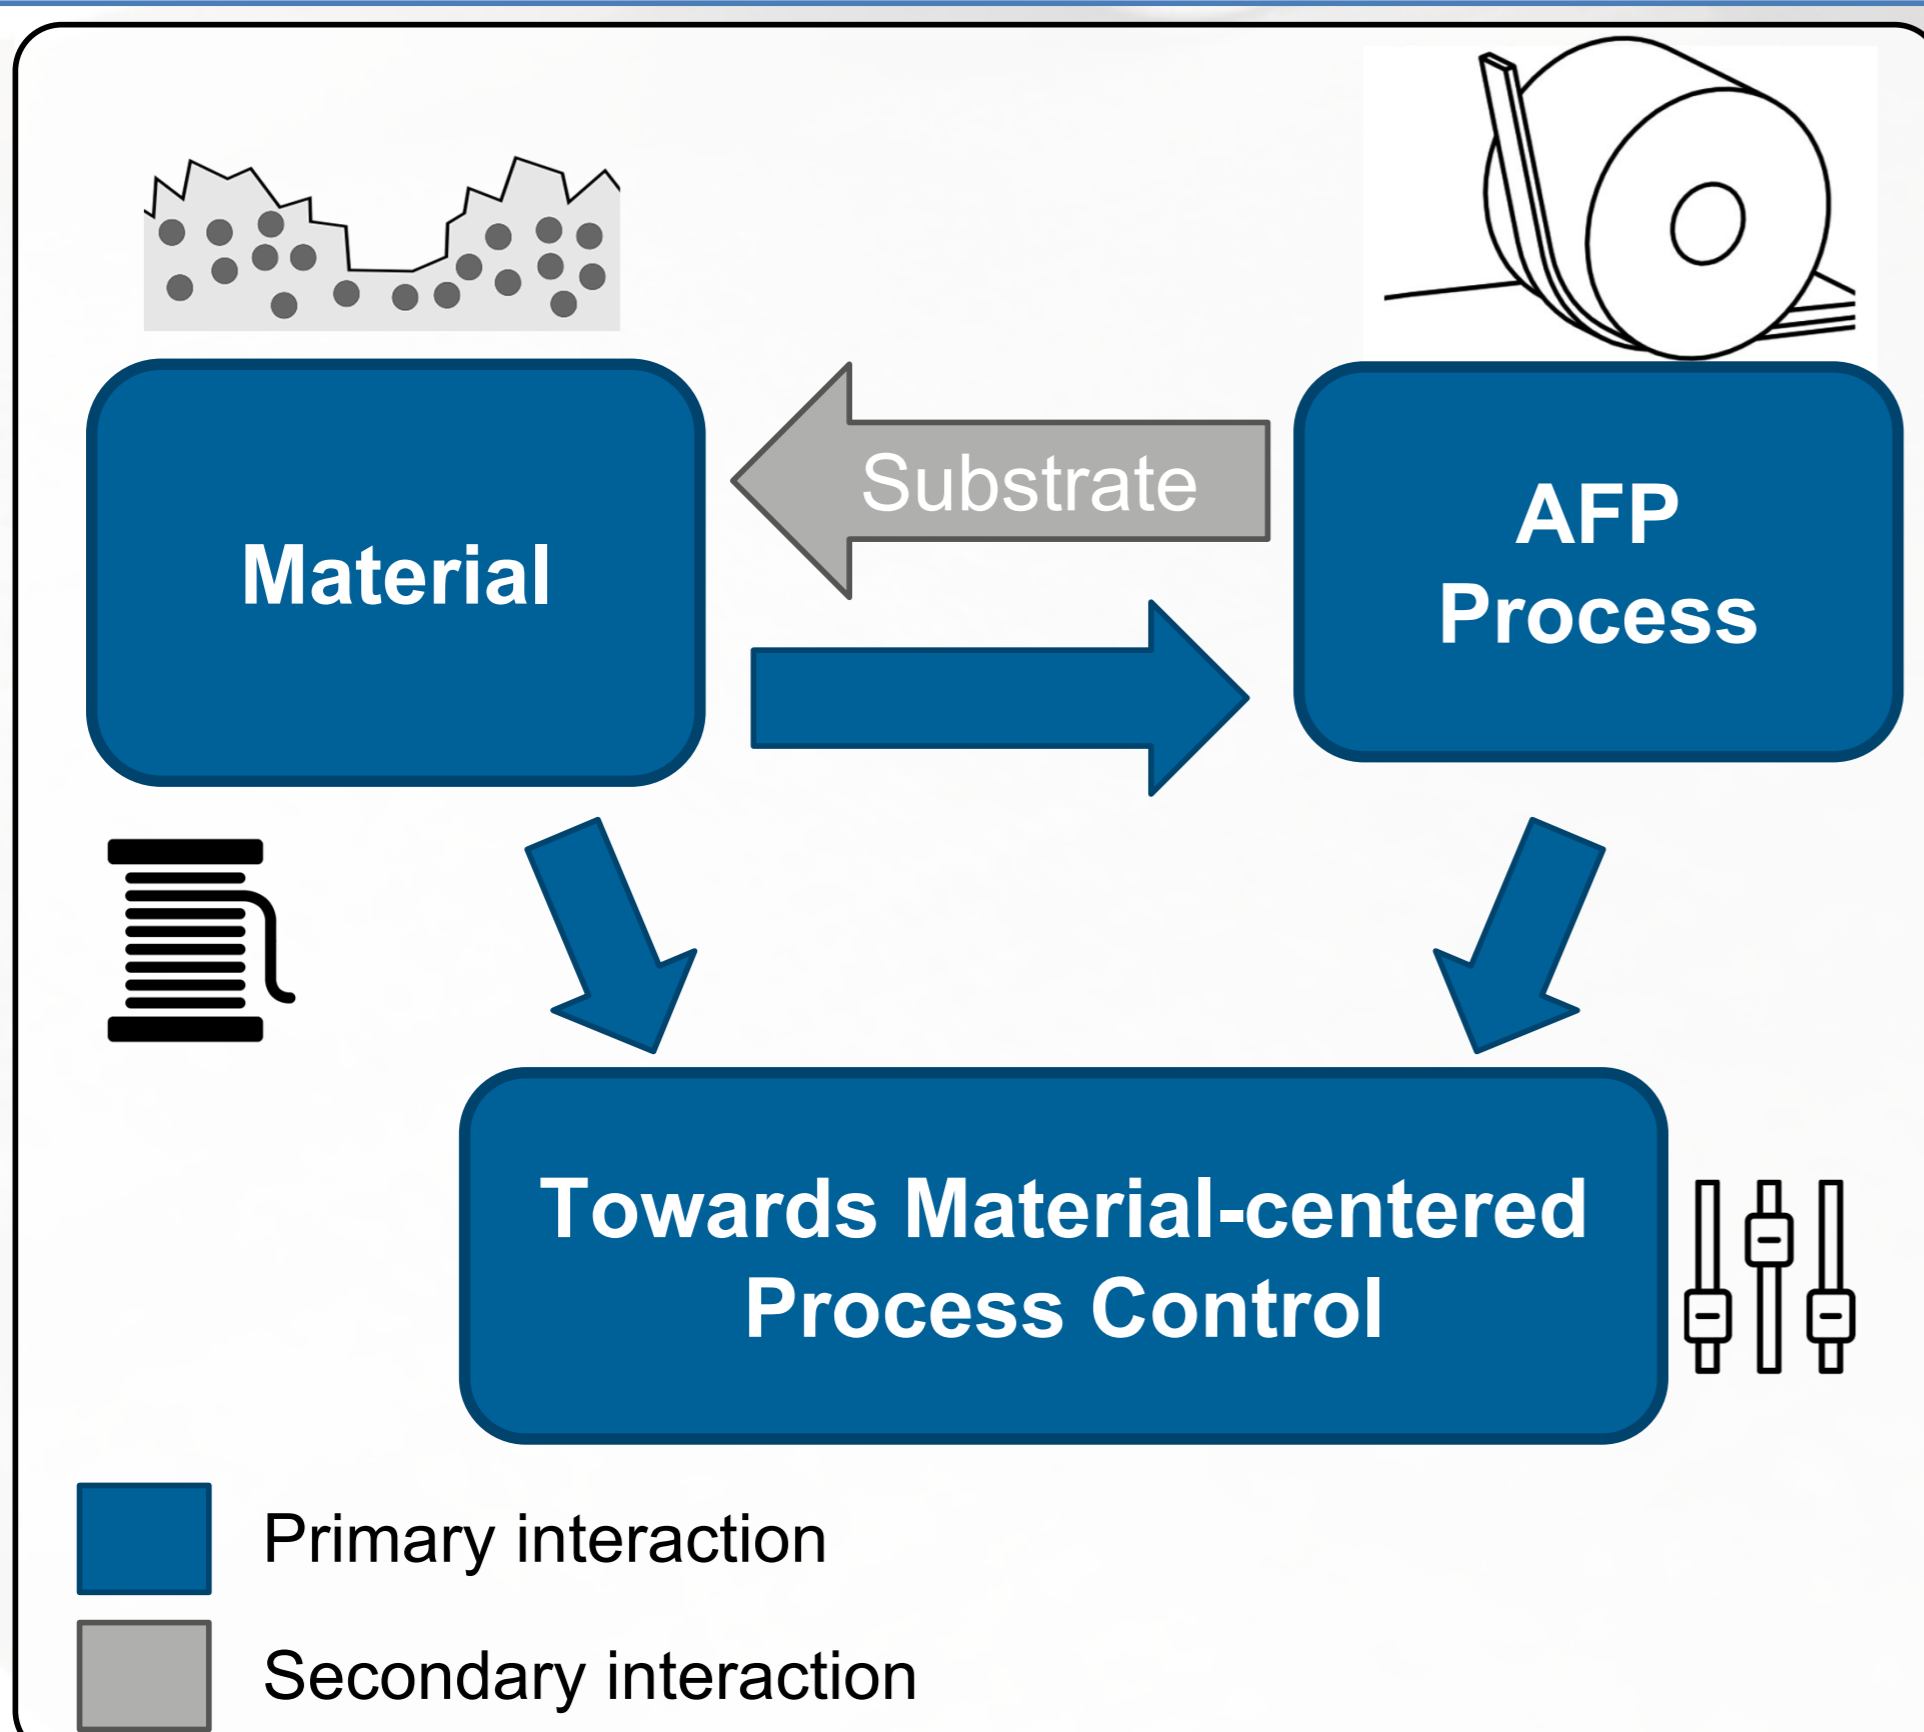 Substrate
Material
AFP
Process
Towards Material-centered
Process Control
Primary interaction
Secondary interaction